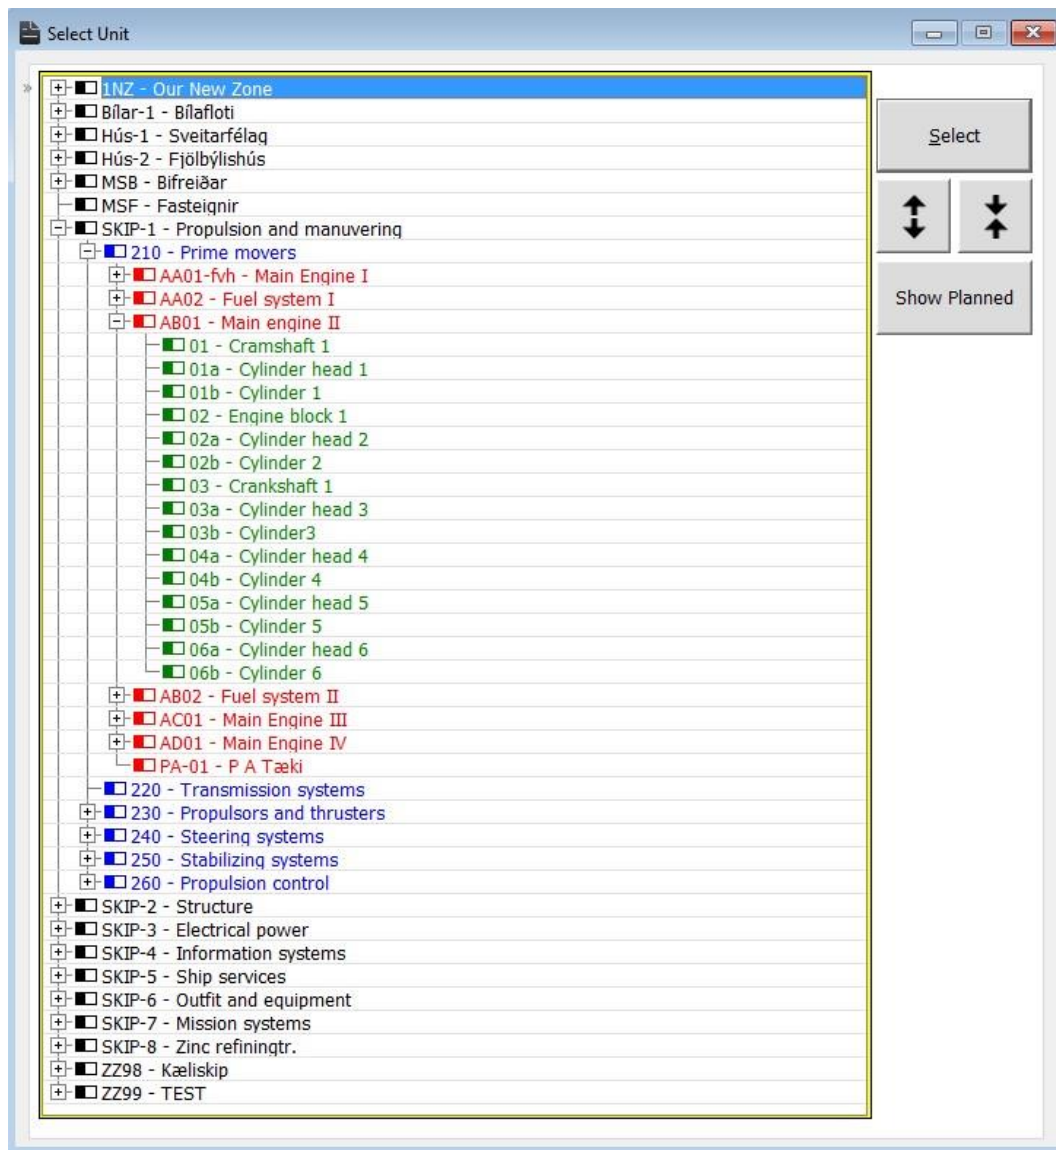 Select Unit
1NZ - Our New Zone
Bílar-1 - Bílafloti
Hús-1 - Sveitarfélag
Hús-2 - Fjölbýlishús
MSB - Bifreiðar
MSF - Fasteignir
SKIP-1 - Propulsion and manuvering
210 - Prime movers
AA01-fvh - Main Engine I
AA02 - Fuel system I
AB01 - Main engine II
01 - Cramshaft 1
01a - Cylinder head 1
01b - Cylinder 1
02 - Engine block 1
02a - Cylinder head 2
02b - Cylinder 2
03 - Crankshaft 1
03a - Cylinder head 3
03b - Cylinder3
04a - Cylinder head 4
04b - Cylinder 4
05a - Cylinder head 5
05b - Cylinder 5
06a - Cylinder head 6
06b - Cylinder 6
AB02 - Fuel system II
AC01 - Main Engine III
AD01 - Main Engine IV
PA-01 - P A Tæki
220 - Transmission systems
230 - Propulsors and thrusters
240 - Steering systems
250 - Stabilizing systems
260 - Propulsion control
SKIP-2 - Structure
SKIP-3 - Electrical power
SKIP-4 - Information systems
SKIP-5 - Ship services
SKIP-6 - Outfit and equipment
SKIP-7 - Mission systems
SKIP-8 - Zinc refiningtr.
ZZ98 - Kæliskip
ZZ99 - TEST
Select
Show Planned